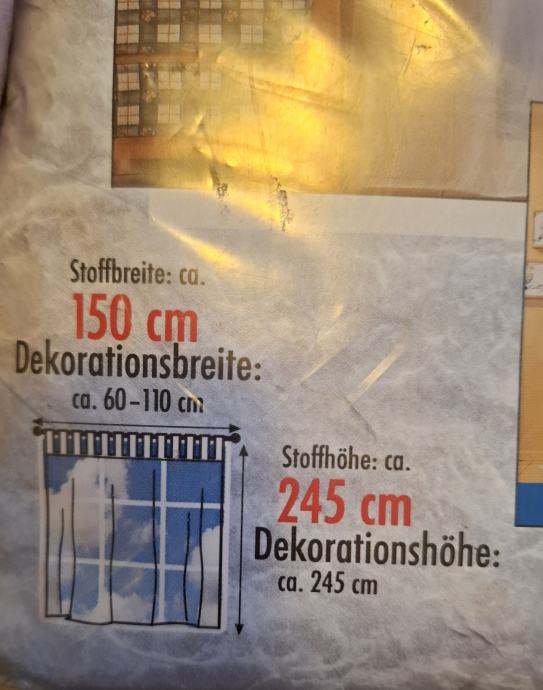 Stoffbreite: ca.
150 cm
Dekorationsbreite:
ca. 60–110 cm
Stoffhöhe: ca.
245 cm
Dekorationshöhe:
ca. 245 cm